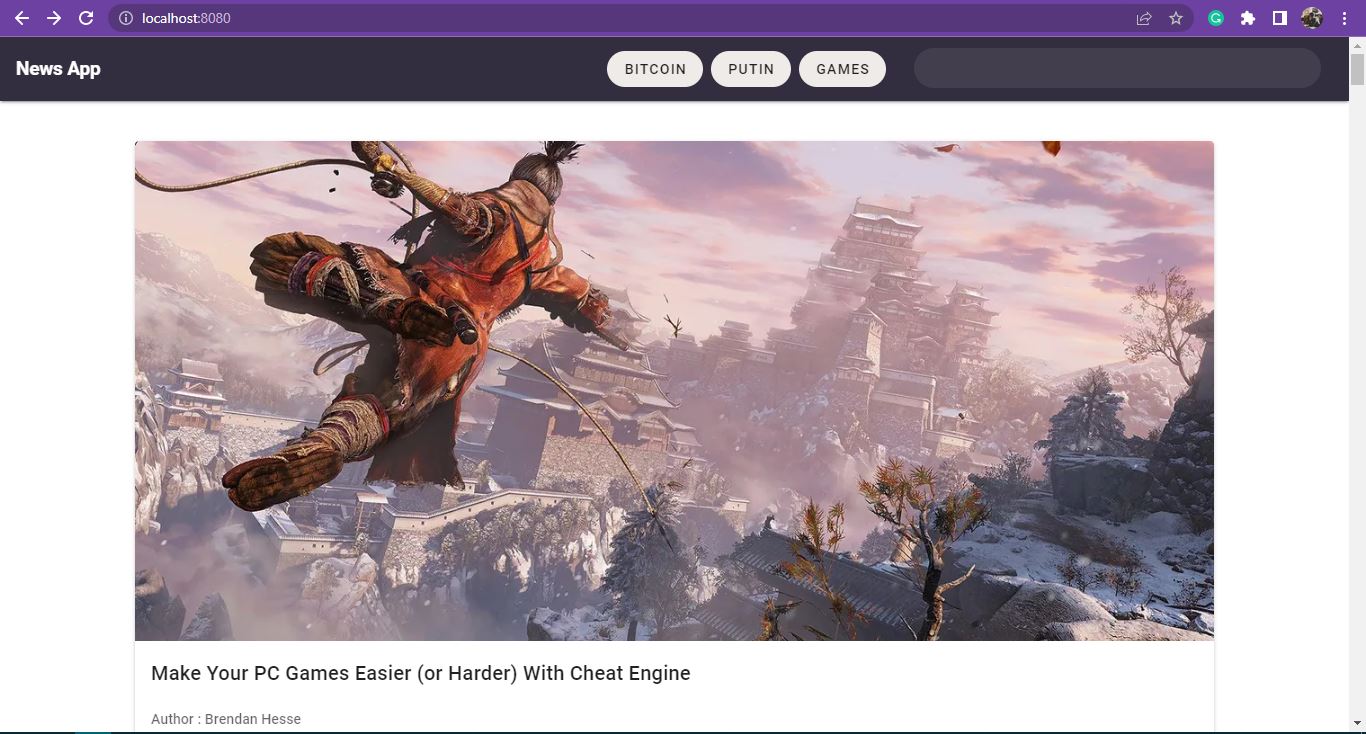 localhost:8080
News App
BITCOIN
PUTIN
GAMES
Make Your PC Games Easier (or Harder) With Cheat Engine
Author : Brendan Hesse